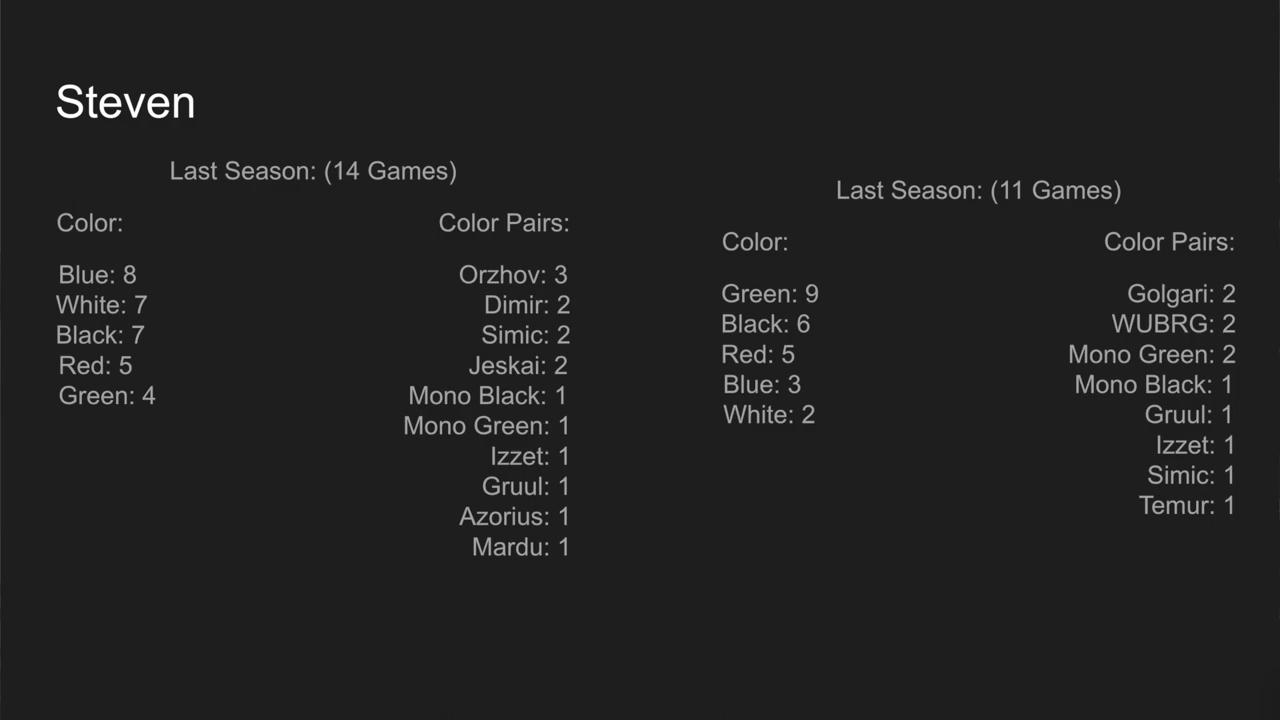 Steven
Last Season: (14 Games)
Color:
Blue: 8
White: 7
Black: 7
Red: 5
Green: 4
Color Pairs:
Orzhov: 3
Dimir: 2
Simic: 2
Jeskai: 2
Mono Black: 1
Mono Green: 1
Izzet: 1
Gruul: 1
Azorius: 1
Mardu: 1
Last Season: (11 Games)
Color:
Green: 9
Black: 6
Red: 5
Blue: 3
White: 2
Color Pairs:
Golgari: 2
WUBRG: 2
Mono Green: 2
Mono Black: 1
Gruul: 1
Izzet: 1
Simic: 1
Temur: 1